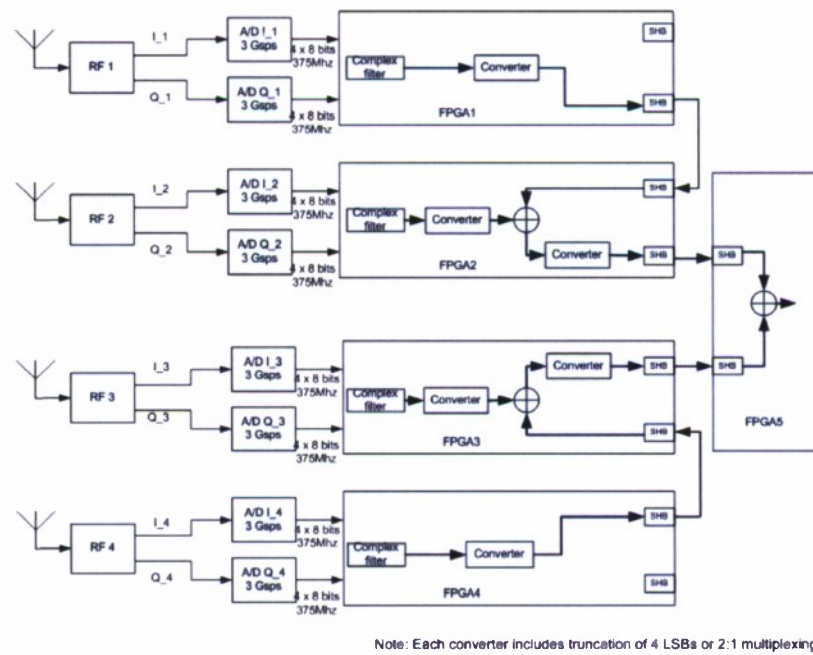 I_1
A/D I_1
3 Gsps
4 x 8 bits
375Mhz
RF 1
Q_1
A/D Q_1
3 Gsps
4 x 8 bits
375Mhz
Complex
filter
Converter
SHB
SHB
FPGA1
I_2
A/D I_2
3 Gsps
4 x 8 bits
375Mhz
RF 2
Q_2
A/D Q_2
3 Gsps
4 x 8 bits
375Mhz
Complex
filter
Converter
Converter
SHB
SHB
FPGA2
SHB
I_3
A/D I_3
3 Gsps
4 x 8 bits
375Mhz
RF 3
Q_3
A/D Q_3
3 Gsps
4 x 8 bits
375Mhz
Complex
filter
Converter
Converter
SHB
SHB
FPGA3
SHB
FPGA5
I_4
A/D I_4
3 Gsps
4 x 8 bits
375Mhz
RF 4
Q_4
A/D Q_4
3 Gsps
4 x 8 bits
375Mhz
Complex
filter
Converter
SHB
SHB
FPGA4
Note: Each converter includes truncation of 4 LSBs or 2:1 multiplexing